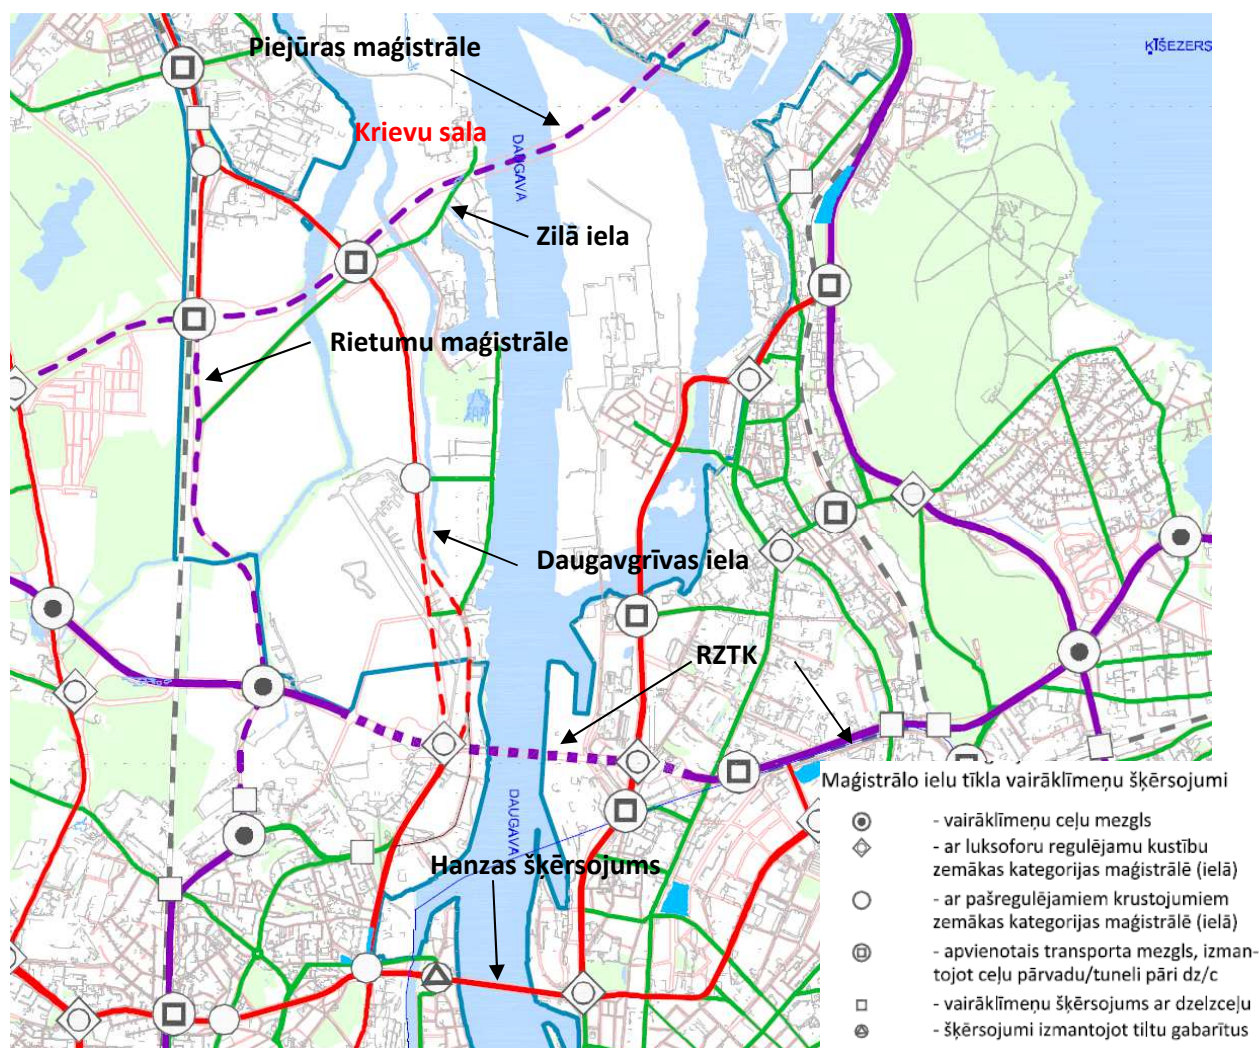 Piejūras maģistrāle
ĶĪŠEZERS
Krievu sala
DAUGAVA
Zilā iela
Rietumu maģistrāle
Daugavgrīvas iela
RZTK
DAUGAVA
Hanzas šķērsojums
Maģistrālo ielu tīkla vairāklīmeņu šķērsojumi
- vairāklīmeņu ceļu mezgls
- ar luksoforu regulējamu kustību
zemākas kategorijas maģistrālē (ielā)
- ar pašregulējamiem krustojumiem
zemākas kategorijas maģistrālē (ielā)
- apvienotais transporta mezgls, izman-
tojot ceļu pārvadu/tuneli pāri dz/c
- vairāklīmeņu šķērsojums ar dzelzceļu
- šķērsojumi izmantojot tiltu gabarītus